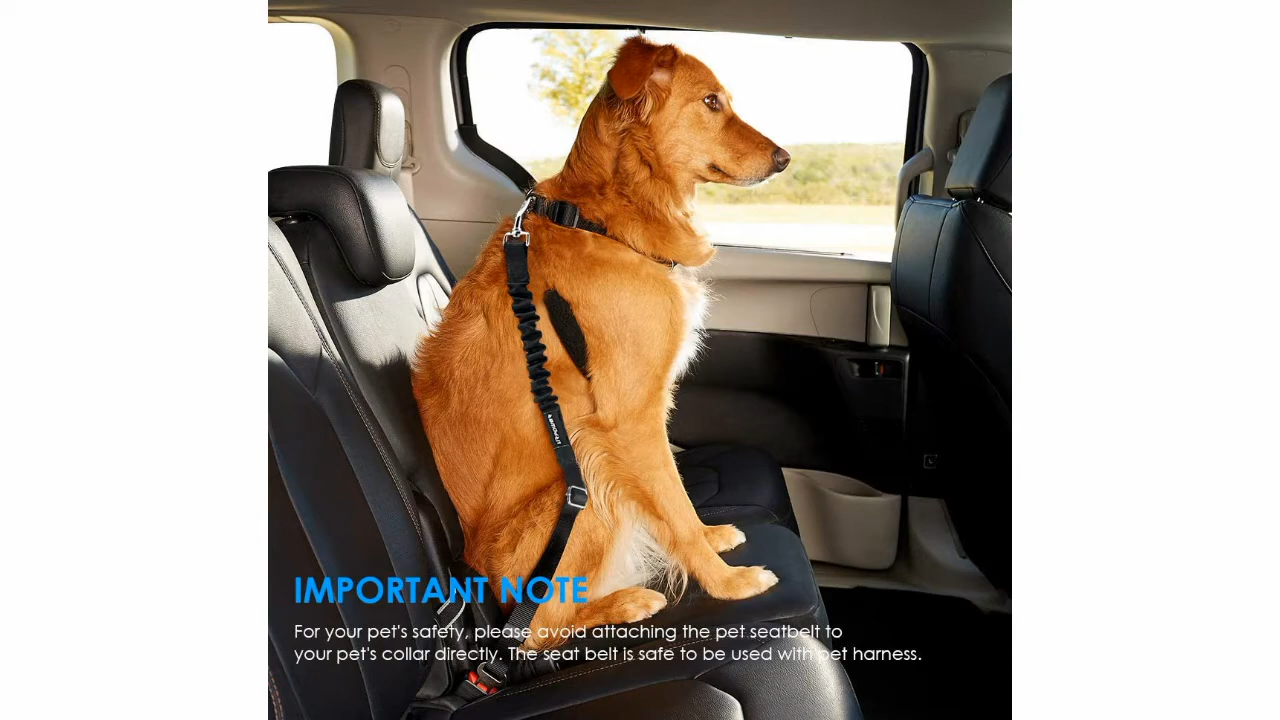 IMPORTANT NOTE
For your pet's safety, please avoid attaching the pet seatbelt to
your pet's collar directly. The seat belt is safe to be used with pet harness.